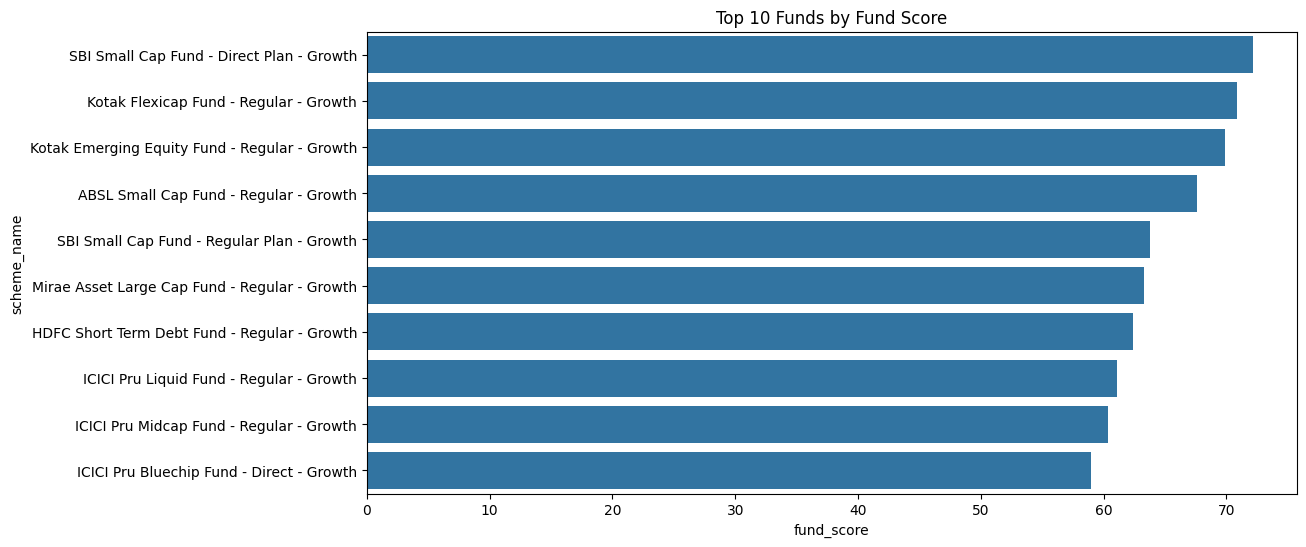 Top 10 Funds by Fund Score
scheme_name
SBI Small Cap Fund - Direct Plan - Growth
Kotak Flexicap Fund - Regular - Growth
Kotak Emerging Equity Fund - Regular - Growth
ABSL Small Cap Fund - Regular - Growth
SBI Small Cap Fund - Regular Plan - Growth
Mirae Asset Large Cap Fund - Regular - Growth
HDFC Short Term Debt Fund - Regular - Growth
ICICI Pru Liquid Fund - Regular - Growth
ICICI Pru Midcap Fund - Regular - Growth
ICICI Pru Bluechip Fund - Direct - Growth
0 10 20 30 40 50 60 70
fund_score